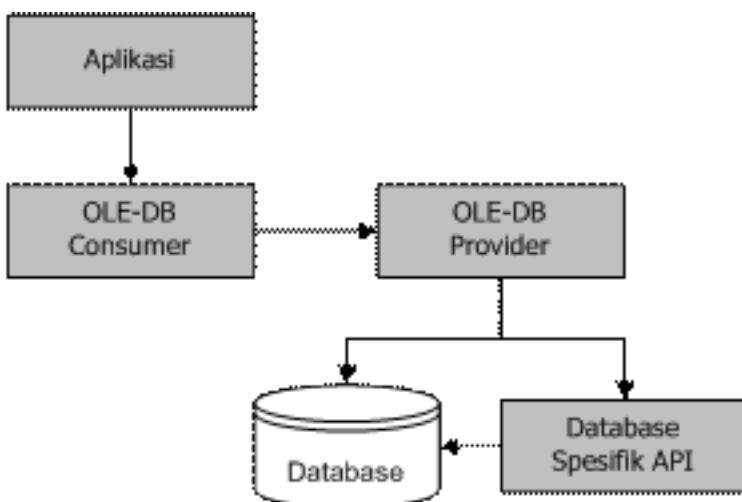 Aplikasi
OLE-DB
Consumer
OLE-DB
Provider
Database
Database
Spesifik API